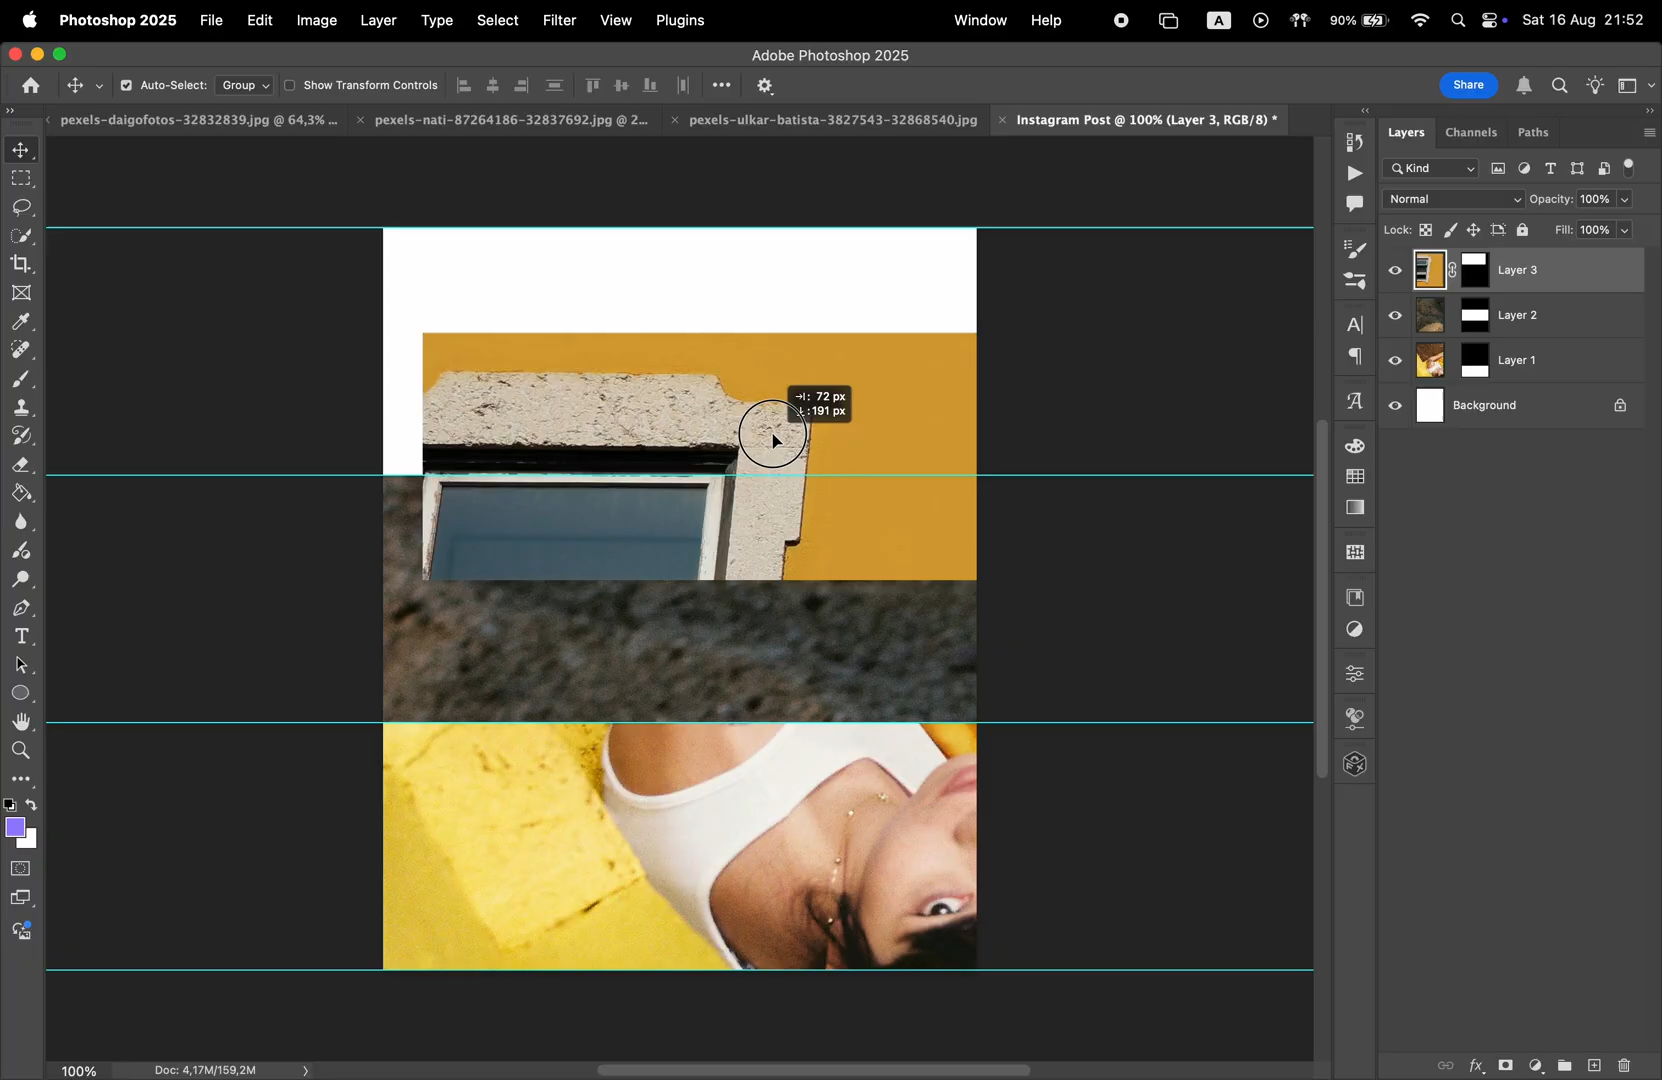 Photoshop 2025 File Edit Image Layer Type Select Filter View Plugins Window Help A 90% Sat 16 Aug 21:52
Adobe Photoshop 2025
Auto-Select: Group Show Transform Controls Share
pexels-daigofotos-32832839.jpg @ 64,3% ... pexels-nati-87264186-32837692.jpg @ 2... pexels-ulkar-batista-3827543-32868540.jpg Instagram Post @ 100% (Layer 3, RGB/8) *
Layers Channels Paths
Kind
Normal Opacity: 100%
Lock: Fill: 100%
Layer 3
Layer 2
Layer 1
Background
72 px
191 px
100% Doc: 4,17M/159,2M